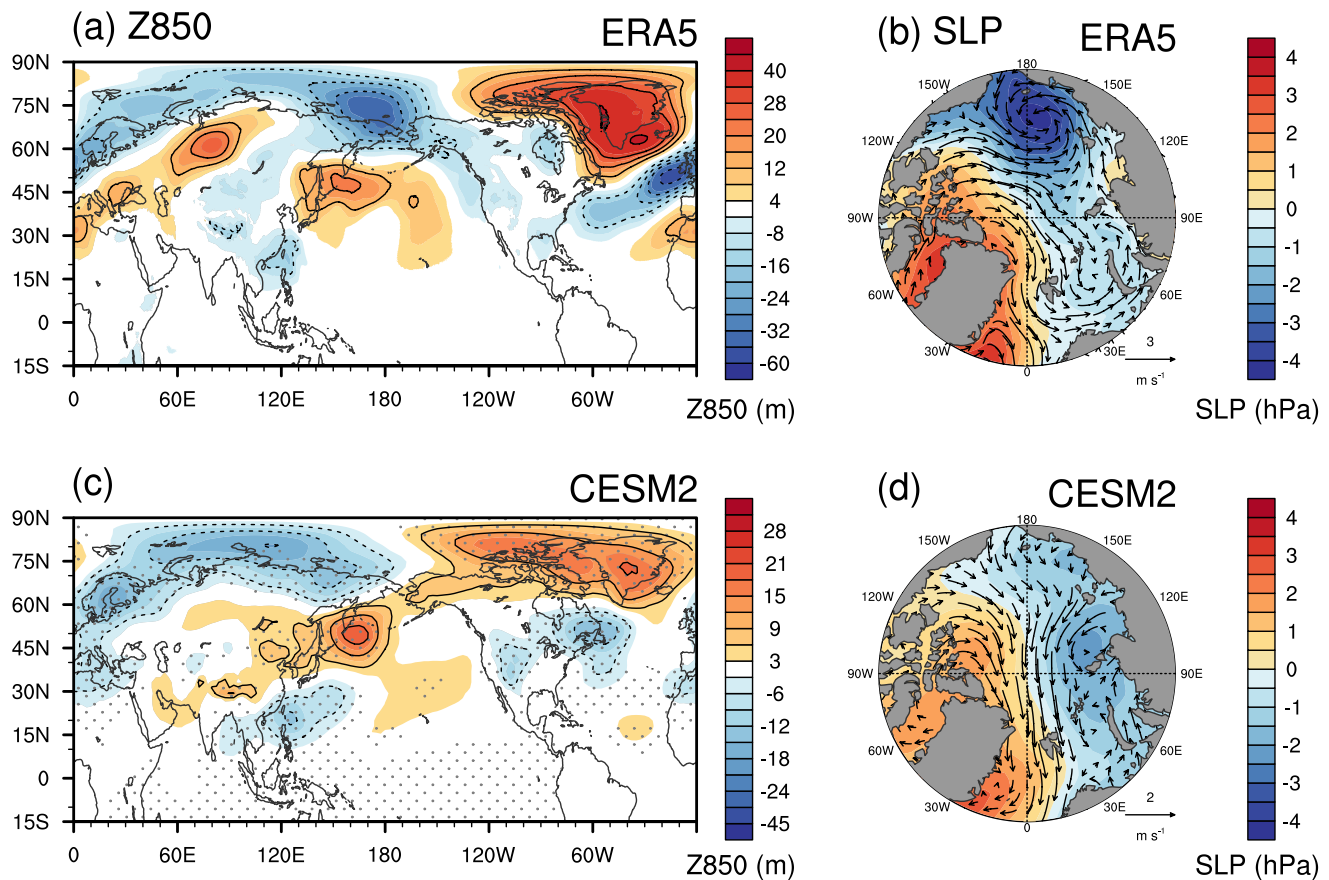 (a) Z850 ERA5
90N
75N
60N
45N
30N
15N
0
15S
0 60E 120E 180 120W 60W
40
28
20
12
4
-8
-16
-24
-32
-60
Z850 (m)
(b) SLP ERA5
180
150W 150E
120W 120E
90W 90E
60W 60E
30W 30E
0
3
m s⁻¹
4
3
2
1
0
-1
-2
-3
-4
SLP (hPa)
(c) CESM2
90N
75N
60N
45N
30N
15N
0
15S
0 60E 120E 180 120W 60W
28
21
15
9
3
-6
-12
-18
-24
-45
Z850 (m)
(d) CESM2
180
150W 150E
120W 120E
90W 90E
60W 60E
30W 30E
0
2
m s⁻¹
4
3
2
1
0
-1
-2
-3
-4
SLP (hPa)